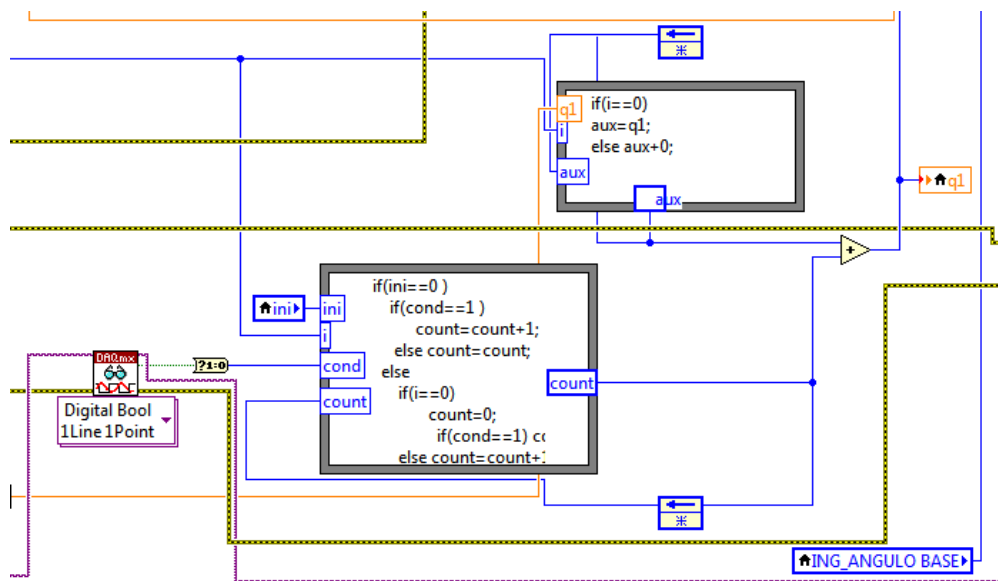 q1
if(i==0)
aux=q1;
else aux+0;
i
aux
aux
q1
+
if(ini==0 )
if(cond==1 )
count=count+1;
else count=count;
else
if(i==0)
count=0;
if(cond==1)
else count=count+1
ini
ini
i
cond
count
count
DAQmx
?1:0
Digital Bool
1Line 1Point
ING_ANGULO BASE